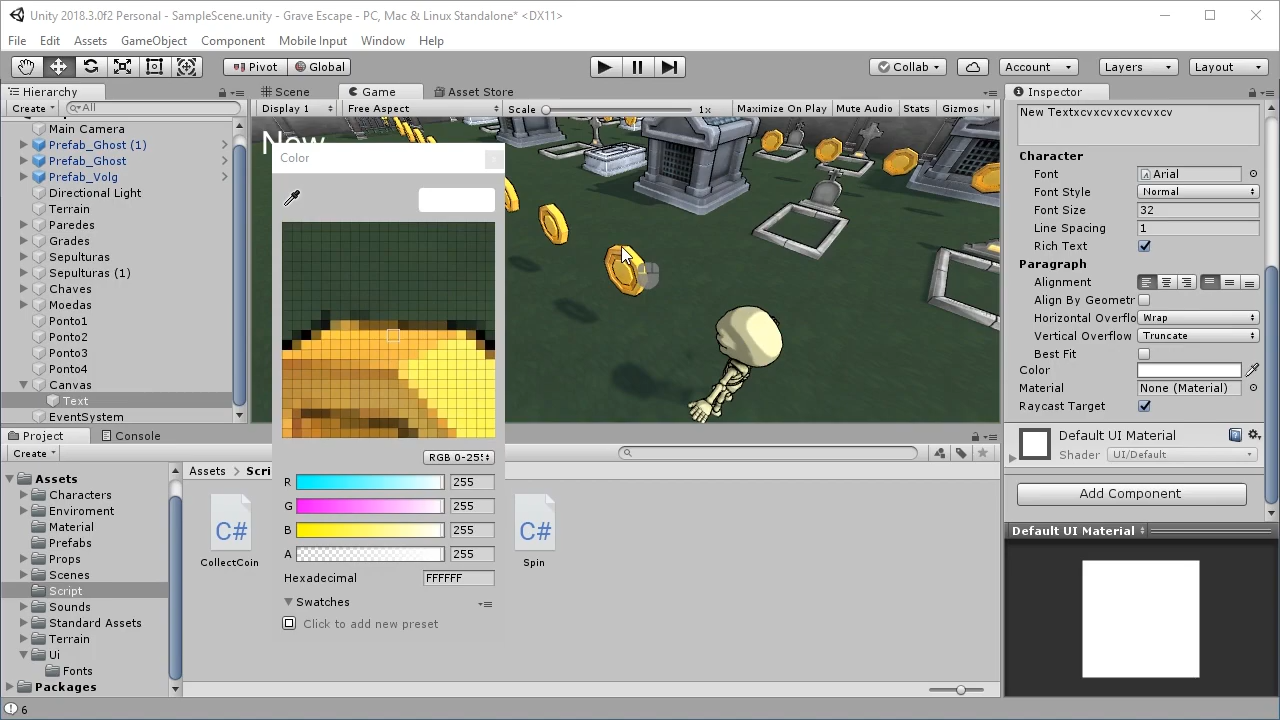 Unity 2018.3.0f2 Personal - SampleScene.unity - Grave Escape - PC, Mac & Linux Standalone* <DX11>
File Edit Assets GameObject Component Mobile Input Window Help
Pivot Global Collab Account Layers Layout
Hierarchy Scene Game Asset Store Inspector
Create All Display 1 Free Aspect Scale 1x Maximize On Play Mute Audio Stats Gizmos
New Textxcvxcvxcvxcvxcv
Main Camera
Prefab_Ghost (1)
Prefab_Ghost
Prefab_Volg
Directional Light
Terrain
Paredes
Grades
Sepulturas
Sepulturas (1)
Chaves
Moedas
Ponto1
Ponto2
Ponto3
Ponto4
Canvas
Text
EventSystem
New
Color
RGB 0-255
R 255
G 255
B 255
A 255
Hexadecimal FFFFFF
Swatches
Click to add new preset
Character
Font Arial
Font Style Normal
Font Size 32
Line Spacing 1
Rich Text
Paragraph
Alignment
Align By Geometr
Horizontal Overflo Wrap
Vertical Overflow Truncate
Best Fit
Color
Material None (Material)
Raycast Target
Default UI Material
Shader UI/Default
Add Component
Default UI Material
Project Console
Create
Assets
Characters
Enviroment
Material
Prefabs
Props
Scenes
Script
Sounds
Standard Assets
Terrain
Ui
Fonts
Packages
Assets Scri
C# C#
CollectCoin Spin
6